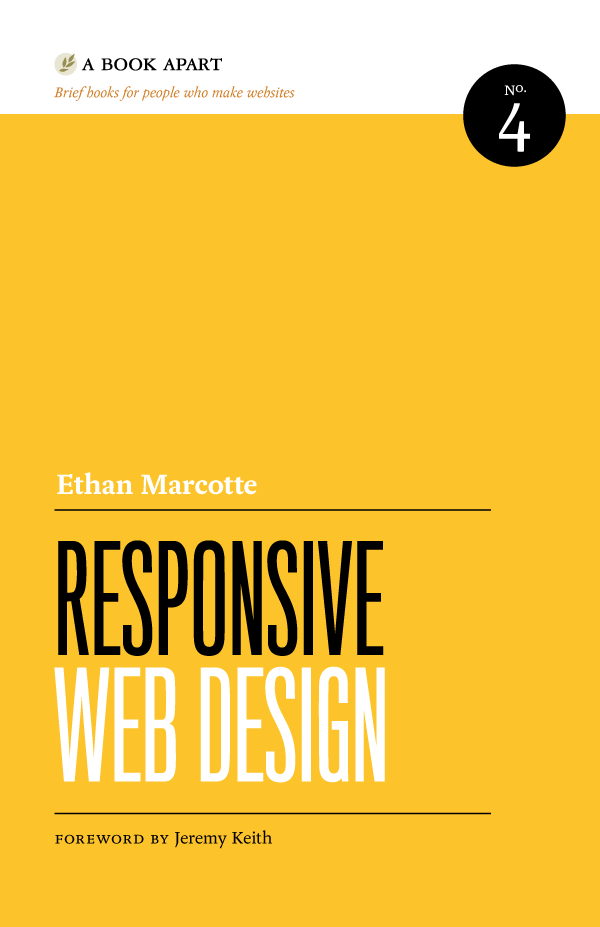 A BOOK APART
Brief books for people who make websites
No.
4
Ethan Marcotte
RESPONSIVE
WEB DESIGN
FOREWORD BY Jeremy Keith